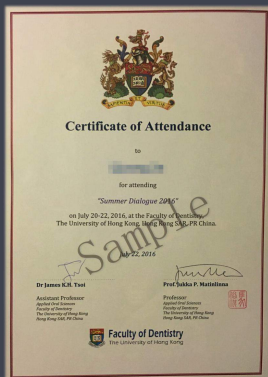 SAPIENTIA ET VIRTUS
Certificate of Attendance
to
for attending
"Summer Dialogue 2016"
on July 20-22, 2016, at the Faculty of Dentistry,
The University of Hong Kong, Hong Kong SAR, PR China.
Sample
July 22, 2016
Dr James K.H. Tsoi
Assistant Professor
Applied Oral Sciences
Faculty of Dentistry
The University of Hong Kong
Hong Kong SAR, PR China
Prof. Jukka P. Matinlinna
Professor
Applied Oral Sciences
Faculty of Dentistry
The University of Hong Kong
Hong Kong SAR, PR China
Faculty of Dentistry
The University of Hong Kong